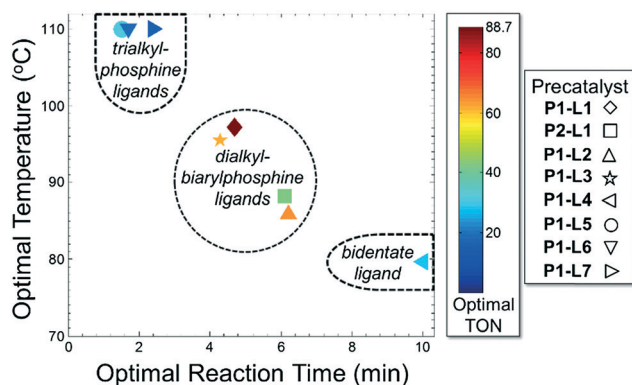 Optimal Temperature (ºC)
110
100
90
80
70
0
2
4
6
8
10
Optimal Reaction Time (min)
trialkyl-
phosphine
ligands
dialkyl-
biarylphosphine
ligands
bidentate
ligand
88.7
80
60
40
20
Optimal
TON
Precatalyst
P1-L1
P2-L1
P1-L2
P1-L3
P1-L4
P1-L5
P1-L6
P1-L7